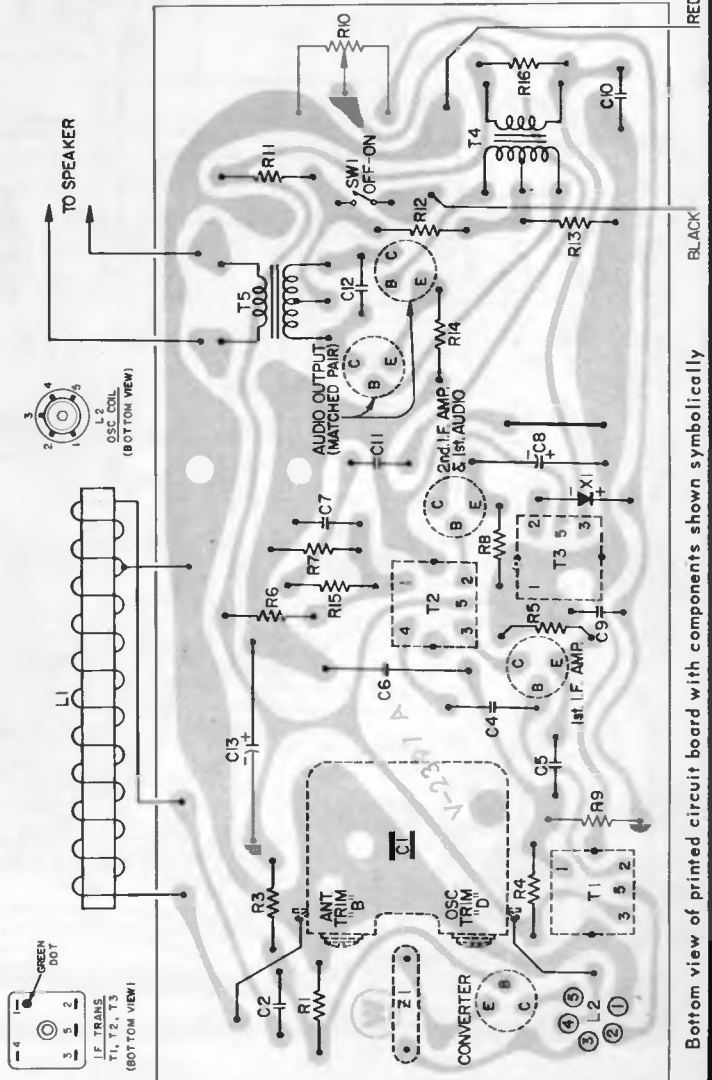 TO SPEAKER
RED
BLACK
GREEN
DOT
1
4
3
5
2
IF TRANS
T1, T2, T3
(BOTTOM VIEW)
L1
1
2
3
4
5
L2
OSC COIL
(BOTTOM VIEW)
T5
R11
R10
SW1
OFF-ON
C12
R12
C
B
E
C
B
E
AUDIO OUTPUT
(MATCHED PAIR)
T4
R16
C10
R13
R14
C11
C7
R7
R15
R6
C13
- +
C6
2nd. I.F. AMP.
& 1st. AUDIO
C
B
E
C8
- +
X1
- +
R8
T2
4
1
3
5
2
T3
1
2
5
3
R5
C9
1st. I.F. AMP.
C
B
E
C4
C5
R9
V-2391 A
C1
ANT
TRIM
"B"
OSC
TRIM
"D"
R3
R4
C2
R1
Z1
CONVERTER
E
B
C
T1
1
3
5
2
L2
1
2
3
4
5
Bottom view of printed circuit board with components shown symbolically